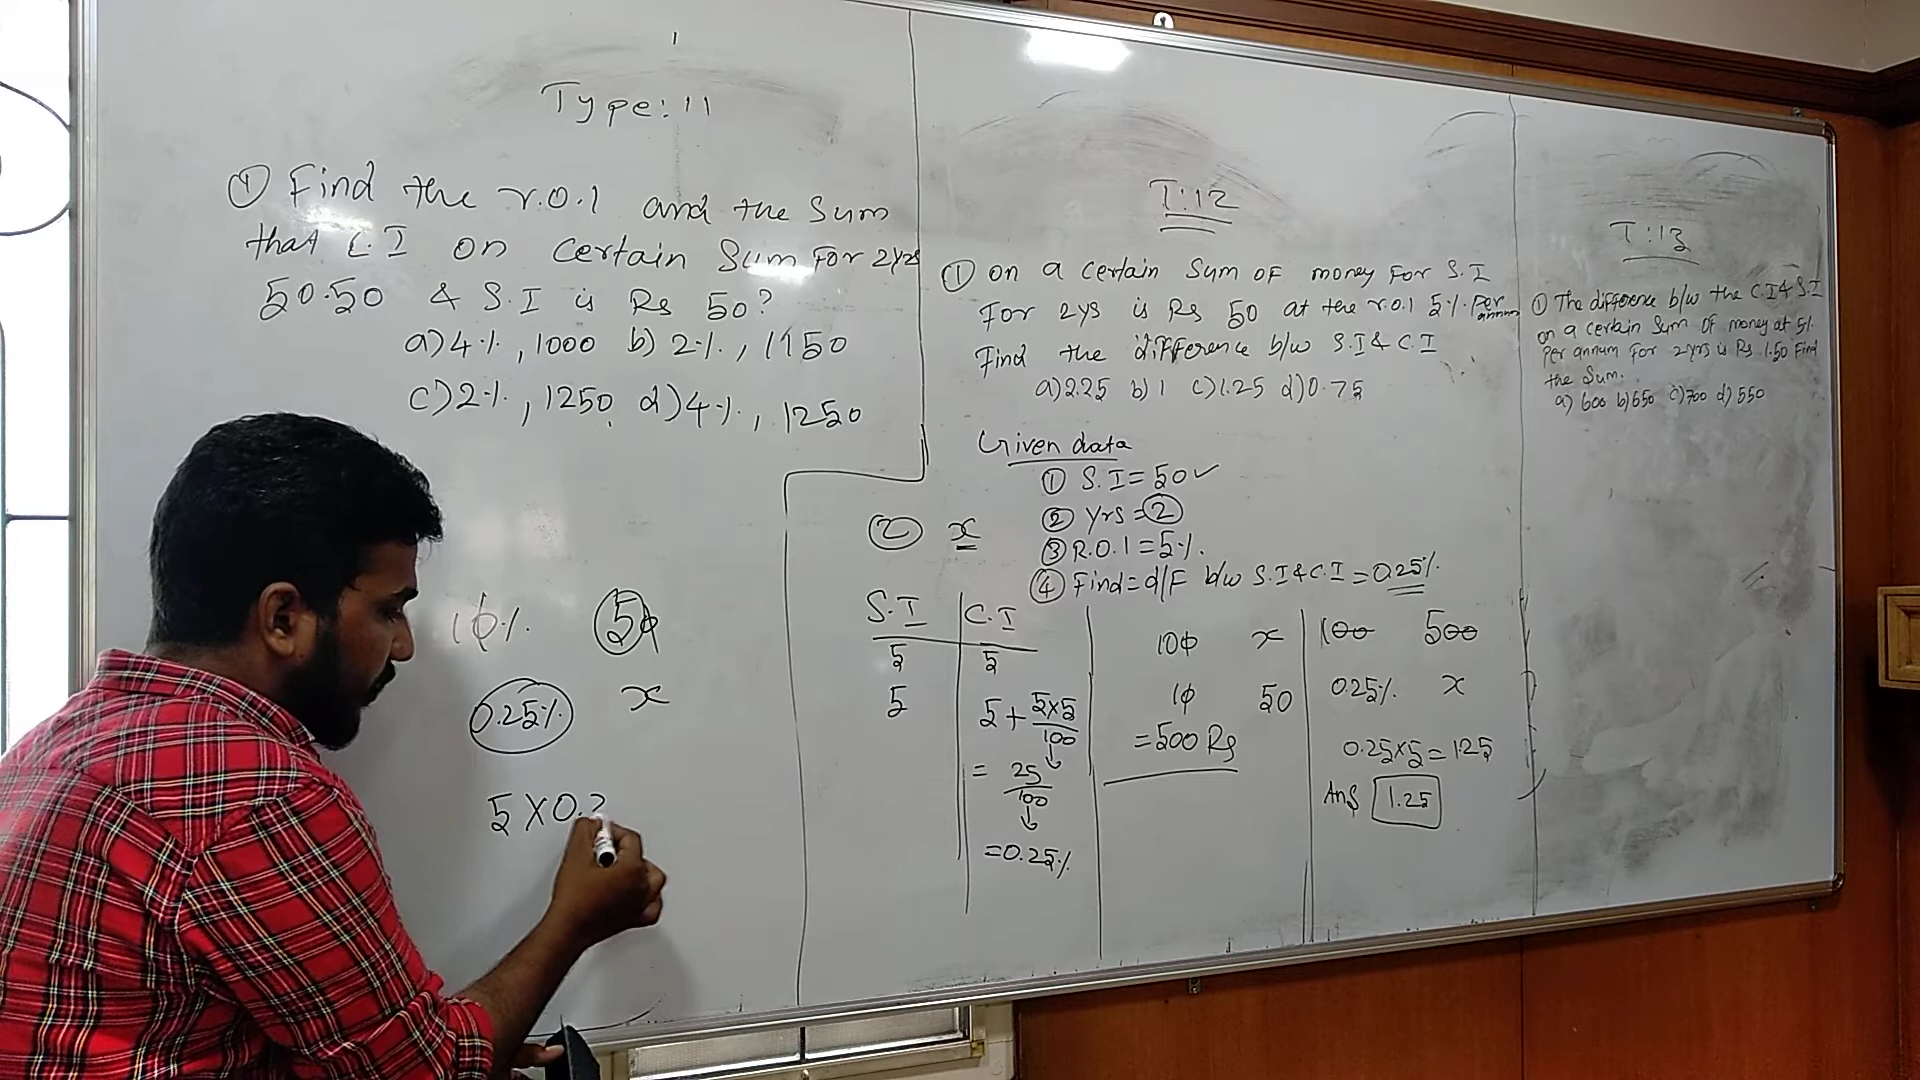 Type: 11
① Find the r.o.1 and the Sum
that C.I on certain Sum For 2yrs
50.50 & S.I is Rs 50?
a) 4%, 1000 b) 2%, 1150
c) 2%, 1250 d) 4%, 1250
10% 50
0.25% x
5 X 0.2
T:12
① on a certain Sum OF money For S.I
For 2ys is Rs 50 at the r.o.1 5% Per annum
Find the difference b/w S.I & C.I
a) 2.25 b) 1 c) 1.25 d) 0.75
Given data
① S.I = 50 ✓
② Yrs = 2
③ R.O.1 = 5%.
④ Find = d/F b/w S.I & C.I = 0.25%.
② x
S.I C.I
5 5
5 5 + 5x5/100
= 25/100
= 0.25%
100 x
10 50
= 500 Rs
100 500
0.25% x
0.25x5 = 1.25
Ans 1.25
T:13
① The difference b/w the C.I & S.I
on a certain Sum OF money at 5%
Per annum For 2yrs is Rs 1.50 Find
the Sum.
a) 600 b) 650 c) 700 d) 550